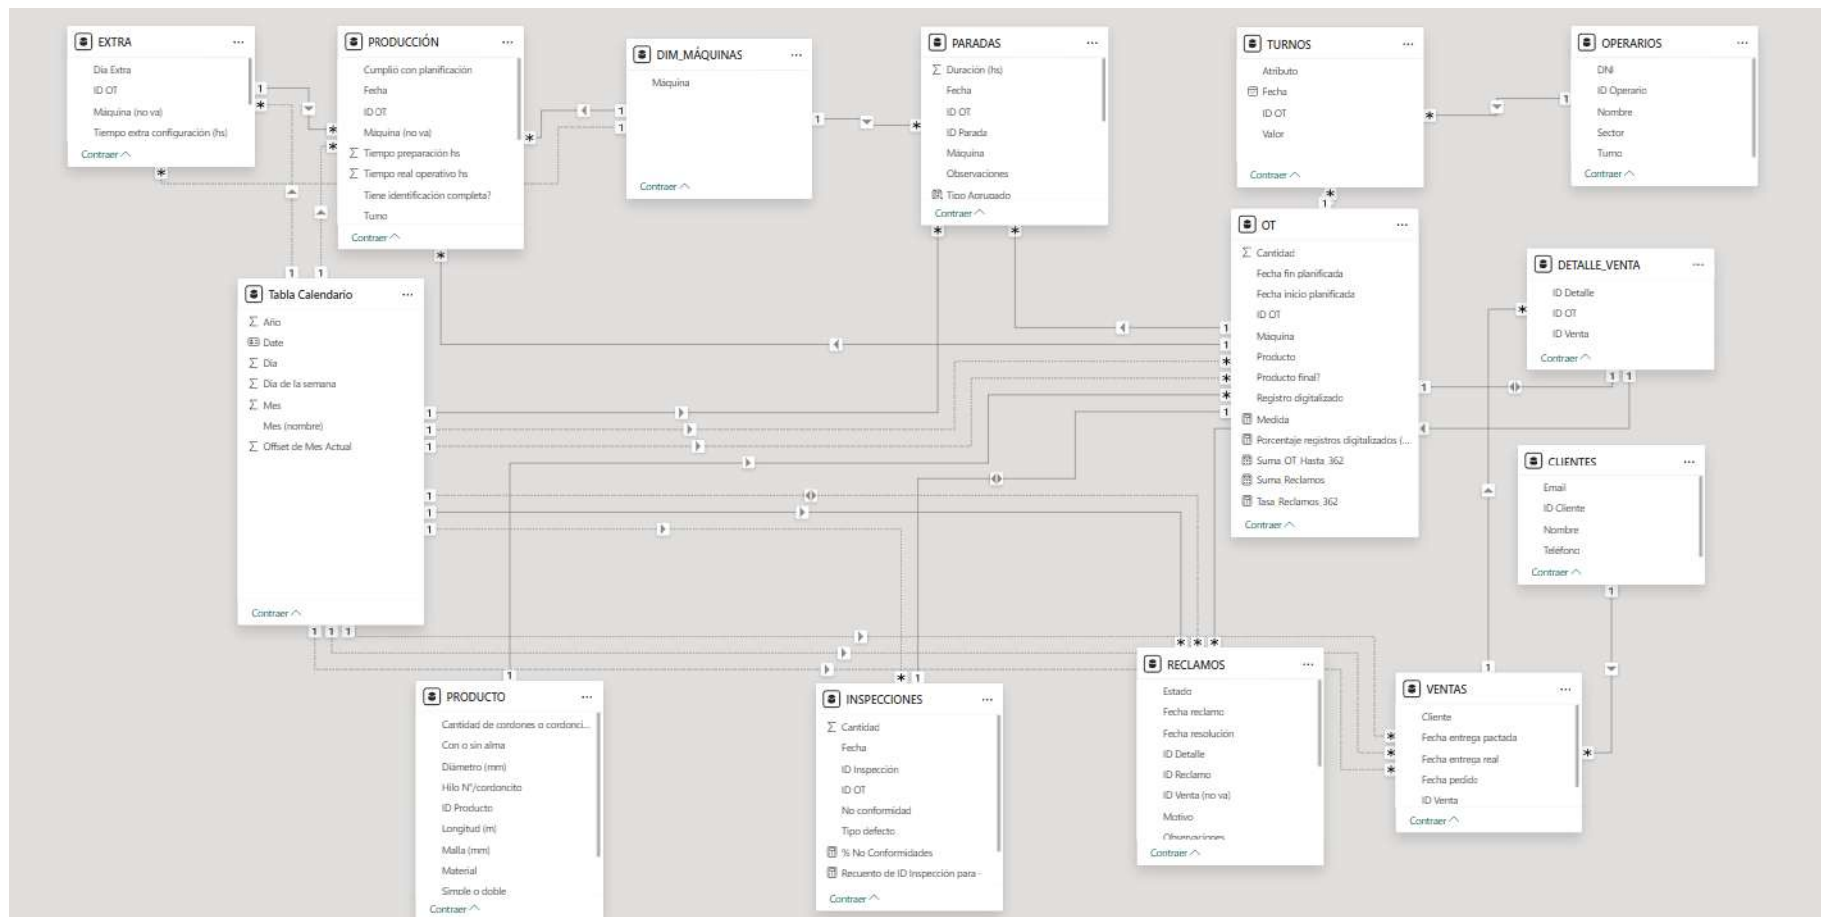 EXTRA
Día Extra
ID OT
Máquina (no va)
Tiempo extra configuración (hs)
Contraer
PRODUCCIÓN
Cumplió con planificación
Fecha
ID OT
Máquina (no va)
Tiempo preparación hs
Tiempo real operativo hs
Tiene identificación completa?
Turno
Contraer
DIM_MÁQUINAS
Máquina
Contraer
PARADAS
Duración (hs)
Fecha
ID OT
ID Parada
Máquina
Observaciones
Tipo Agrupado
Contraer
TURNOS
Atributo
Fecha
ID OT
Valor
Contraer
OPERARIOS
DNI
ID Operario
Nombre
Sector
Turno
Contraer
Tabla Calendario
Año
Date
Día
Día de la semana
Mes
Mes (nombre)
Offset de Mes Actual
Contraer
OT
Cantidad
Fecha fin planificada
Fecha inicio planificada
ID OT
Máquina
Producto
Producto final?
Registro digitalizado
Medida
Porcentaje registros digitalizados (...
Suma_OT_Hasta_362
Suma Reclamos
Tasa_Reclamos_362
Contraer
DETALLE_VENTA
ID Detalle
ID OT
ID Venta
Contraer
CLIENTES
Email
ID Cliente
Nombre
Teléfono
Contraer
PRODUCTO
Cantidad de cordones o cordonci...
Con o sin alma
Diámetro (mm)
Hilo N°/cordoncito
ID Producto
Longitud (m)
Malla (mm)
Material
Simple o doble
Contraer
INSPECCIONES
Cantidad
Fecha
ID Inspección
ID OT
No conformidad
Tipo defecto
% No Conformidades
Recuento de ID Inspección para
Contraer
RECLAMOS
Estado
Fecha reclamo
Fecha resolución
ID Detalle
ID Reclamo
ID Venta (no va)
Motivo
Observaciones
Contraer
VENTAS
Cliente
Fecha entrega pactada
Fecha entrega real
Fecha pedido
ID Venta
Contraer